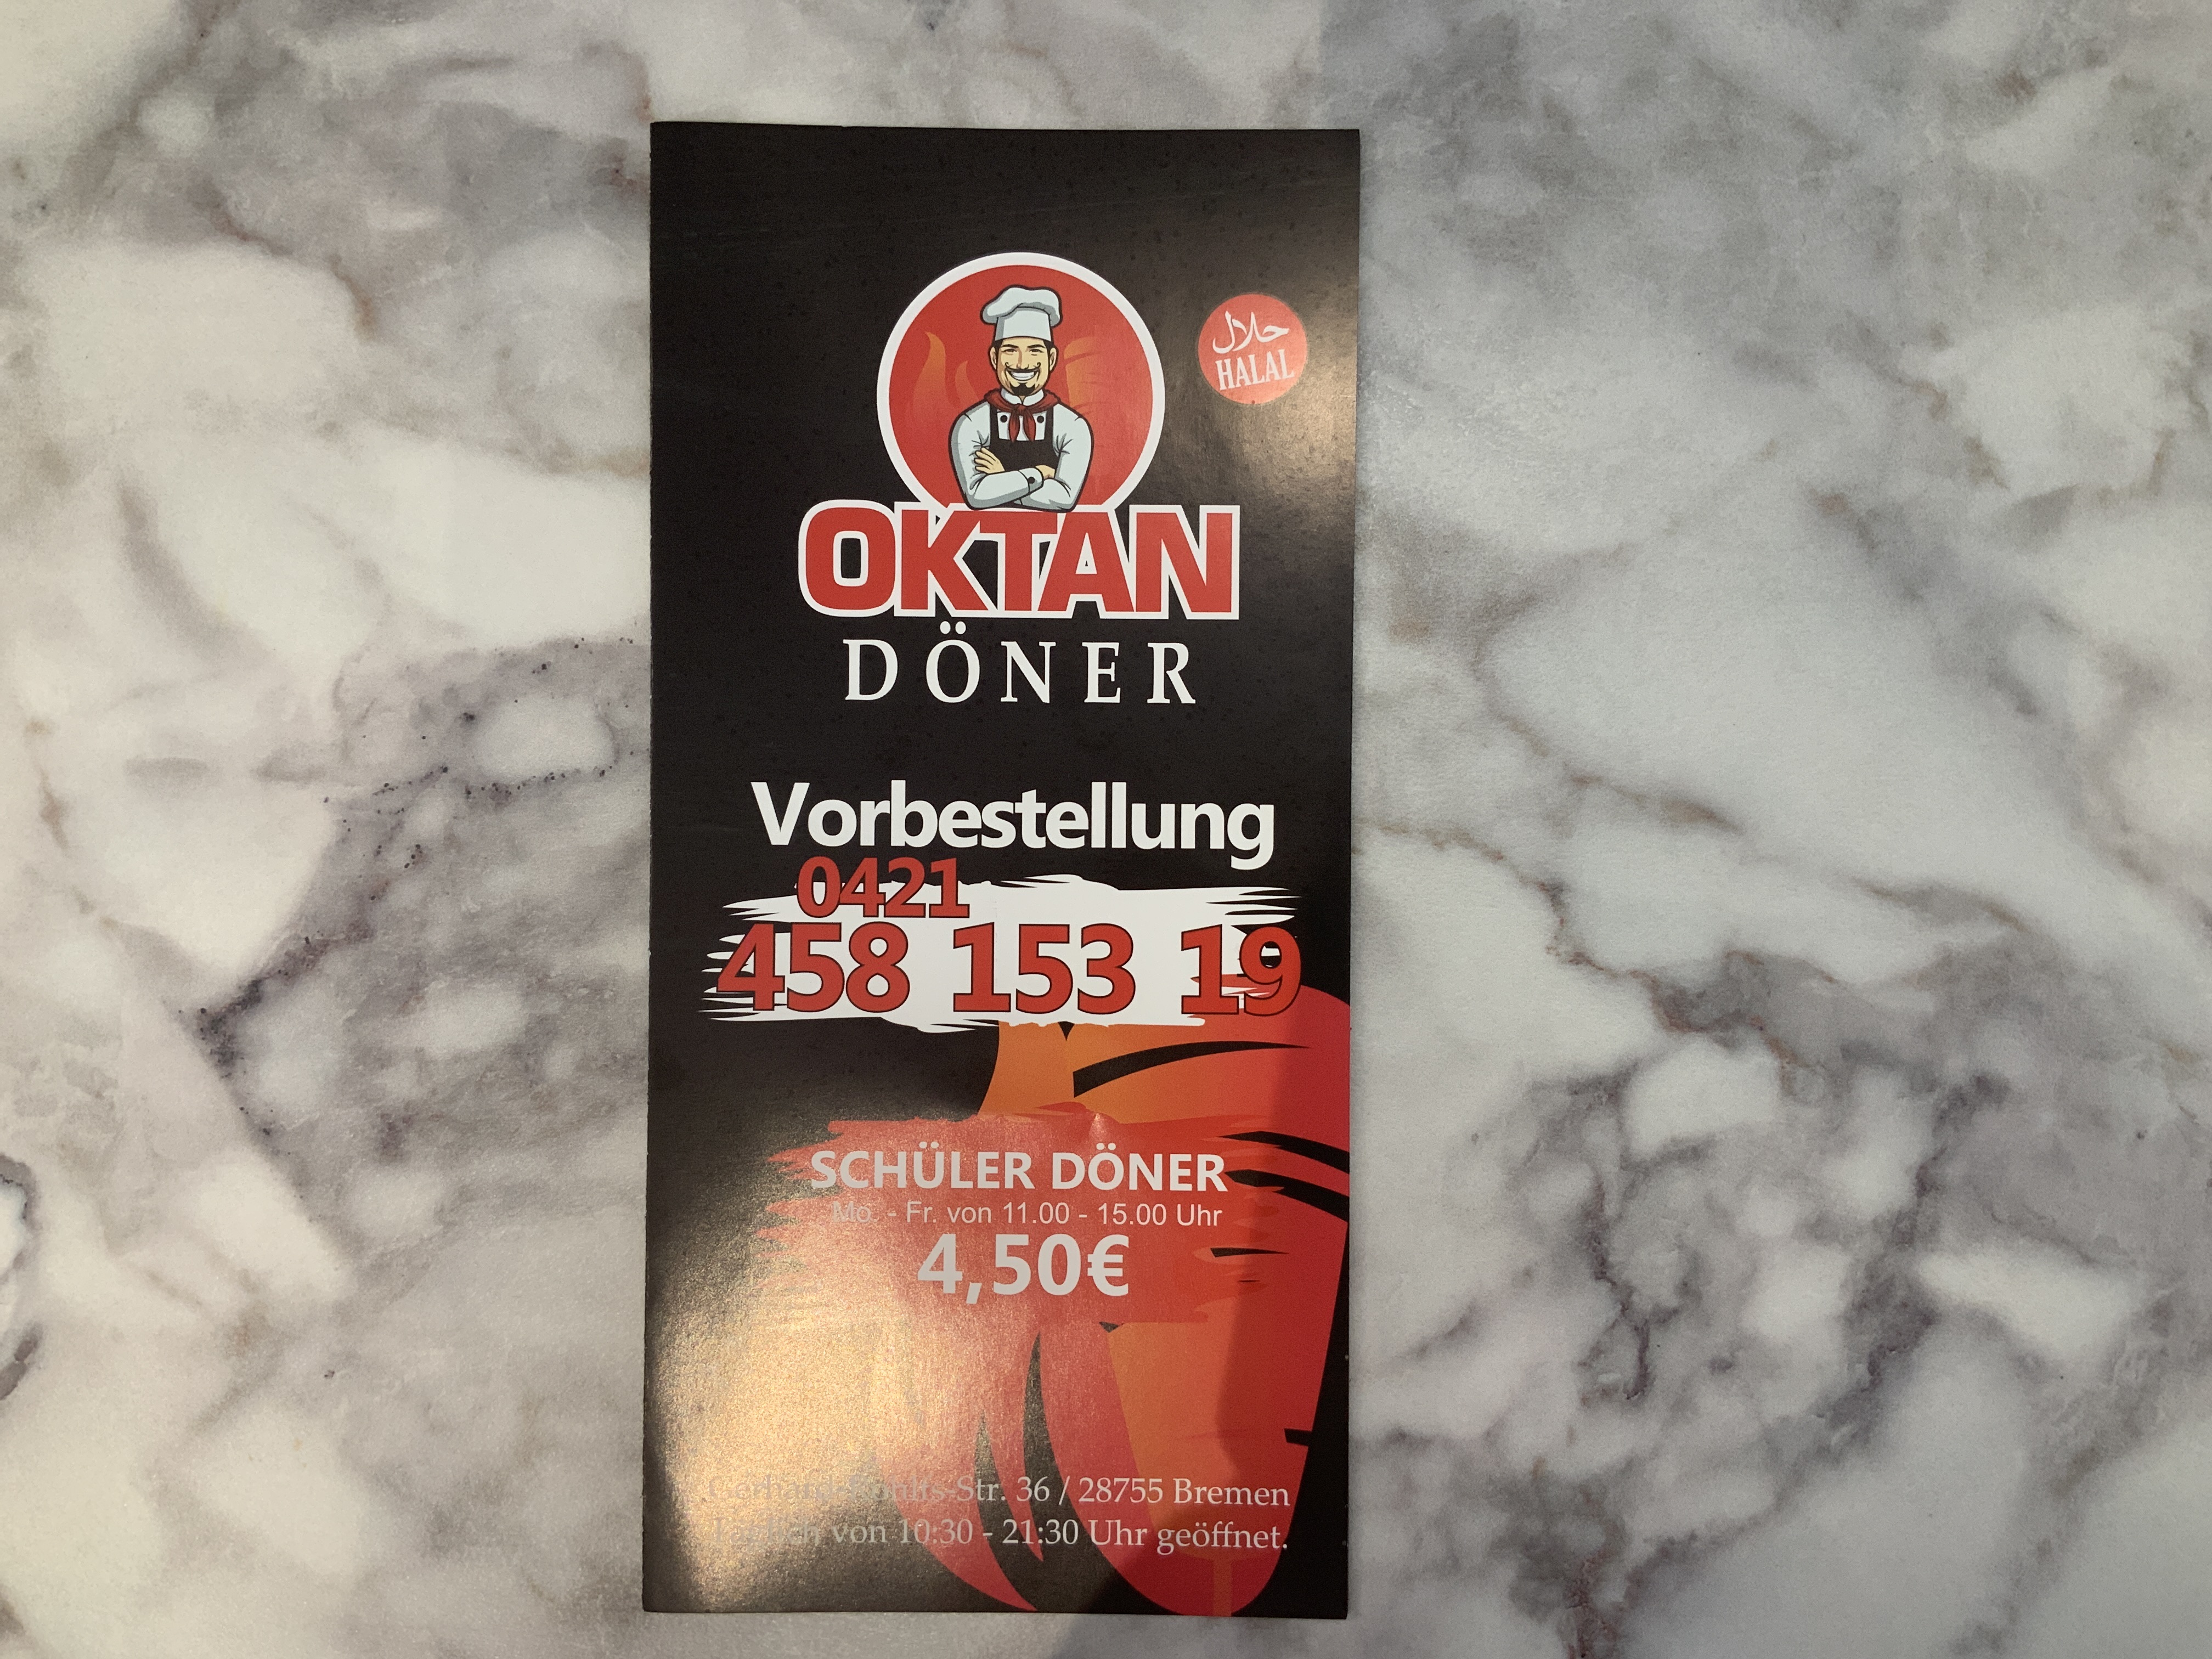 حلال
HALAL
OKTAN
DÖNER
Vorbestellung
0421
458 153 19
SCHÜLER DÖNER
Mo. - Fr. von 11.00 - 15.00 Uhr
4,50€
36 / 28755 Bremen
Täglich von 10:30 - 21:30 Uhr geöffnet.